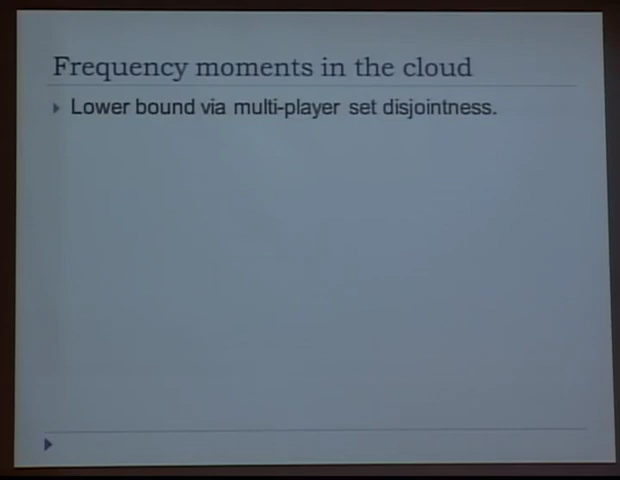 Frequency moments in the cloud
Lower bound via multi-player set disjointness.